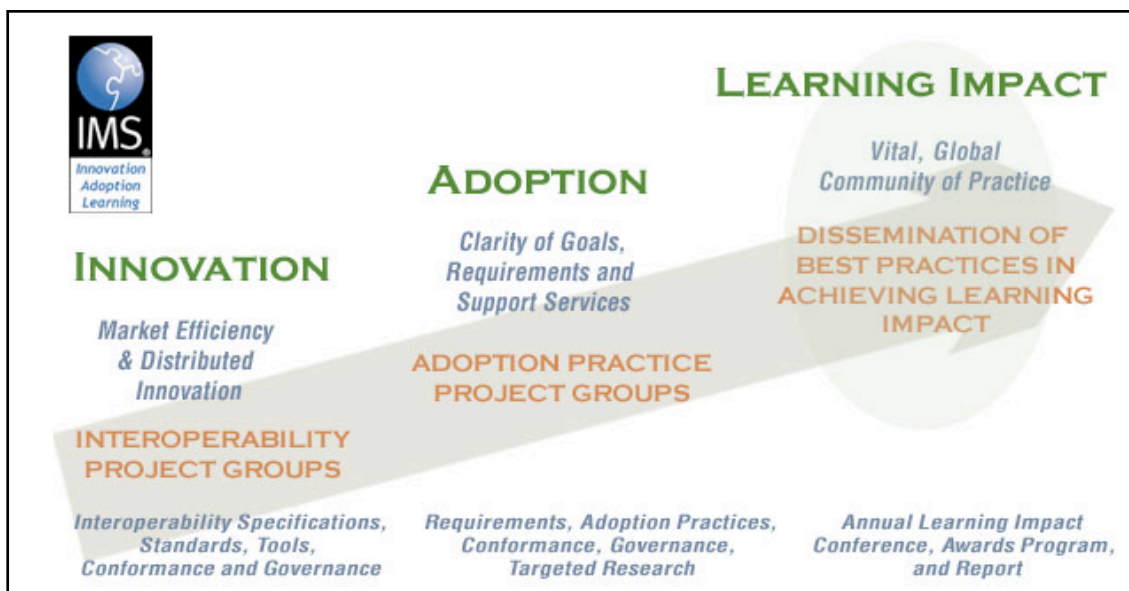 IMS®
Innovation
Adoption
Learning
INNOVATION
Market Efficiency
& Distributed
Innovation
INTEROPERABILITY
PROJECT GROUPS
Interoperability Specifications,
Standards, Tools,
Conformance and Governance
ADOPTION
Clarity of Goals,
Requirements and
Support Services
ADOPTION PRACTICE
PROJECT GROUPS
Requirements, Adoption Practices,
Conformance, Governance,
Targeted Research
LEARNING IMPACT
Vital, Global
Community of Practice
DISSEMINATION OF
BEST PRACTICES IN
ACHIEVING LEARNING
IMPACT
Annual Learning Impact
Conference, Awards Program,
and Report